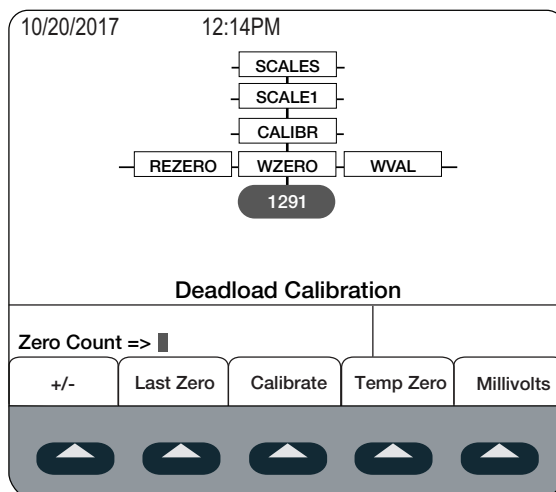 10/20/2017 12:14PM
SCALES
SCALE1
CALIBR
REZERO WZERO WVAL
1291
Deadload Calibration
Zero Count =>
+/- Last Zero Calibrate Temp Zero Millivolts